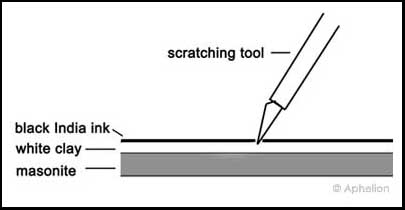 scratching tool
black India ink
white clay
masonite
© Aphelion